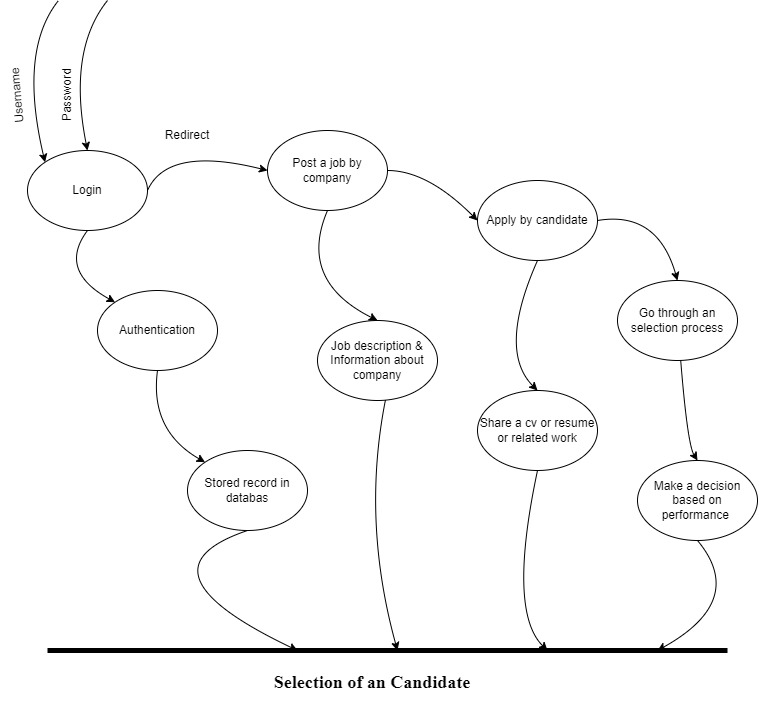 Username
Password
Redirect
Login
Post a job by
company
Apply by candidate
Authentication
Job description &
Information about
company
Go through an
selection process
Share a cv or resume
or related work
Stored record in
databas
Make a decision
based on
performance
Selection of an Candidate